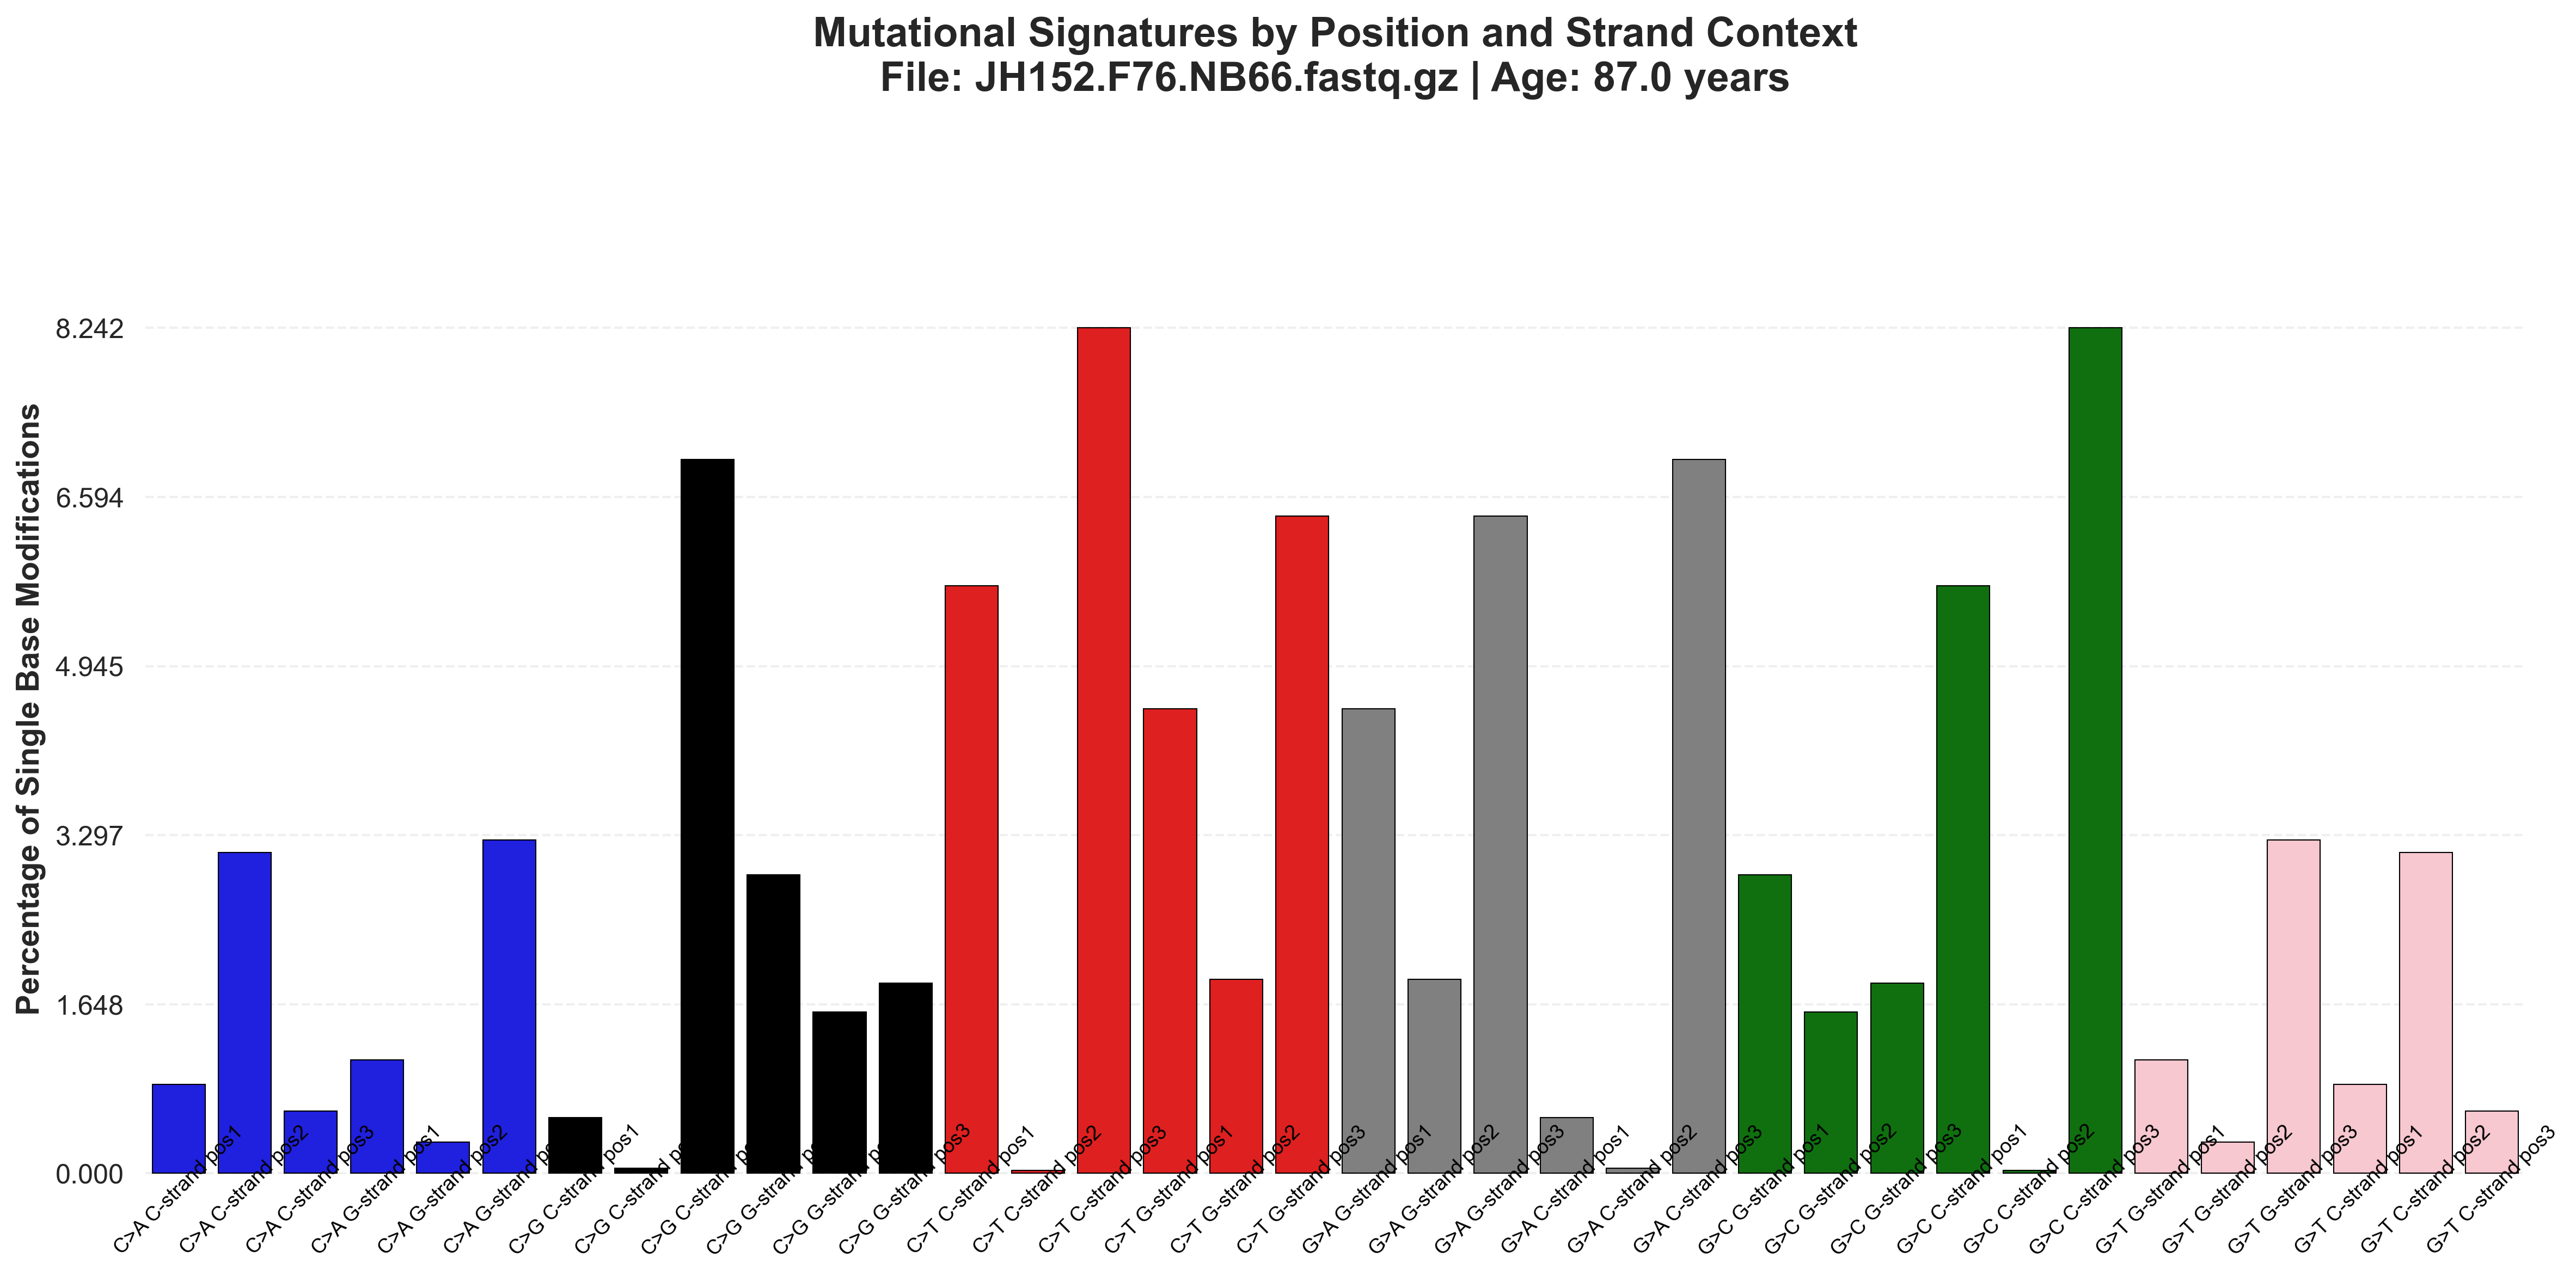 Mutational Signatures by Position and Strand Context
File: JH152.F76.NB66.fastq.gz | Age: 87.0 years
Percentage of Single Base Modifications
8.242
6.594
4.945
3.297
1.648
0.000
C>A C-strand pos1
C>A C-strand pos2
C>A C-strand pos3
C>A G-strand pos1
C>A G-strand pos2
C>A G-strand po
C>G C-strand pos1
C>G C-strand po
C>G C-strand po
C>G G-strand po
C>G G-strand po
C>G G-strand pos3
C>T C-strand pos1
C>T C-strand pos2
C>T C-strand pos3
C>T G-strand pos1
C>T G-strand pos2
C>T G-strand pos3
G>A G-strand pos1
G>A G-strand pos2
G>A G-strand pos3
G>A C-strand pos1
G>A C-strand pos2
G>A C-strand pos3
G>C G-strand pos1
G>C G-strand pos2
G>C G-strand pos3
G>C C-strand pos1
G>C C-strand pos2
G>C C-strand pos3
G>T G-strand pos1
G>T G-strand pos2
G>T G-strand pos3
G>T C-strand pos1
G>T C-strand pos2
G>T C-strand pos3